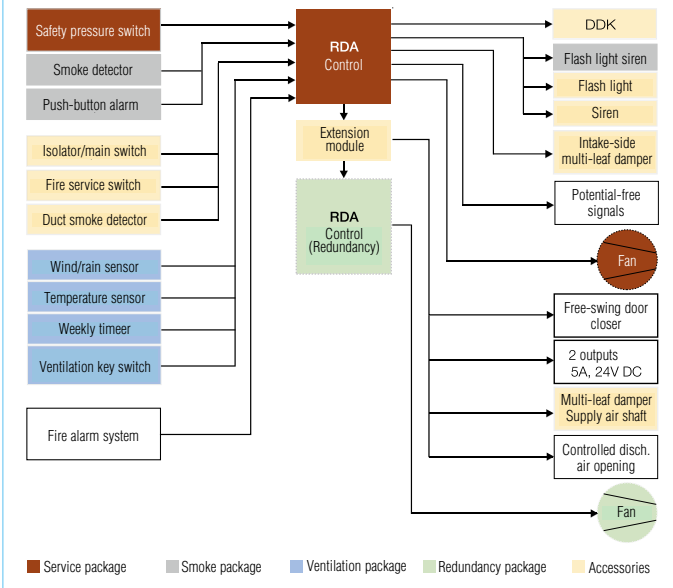 Safety pressure switch
Smoke detector
Push-button alarm
Isolator/main switch
Fire service switch
Duct smoke detector
Wind/rain sensor
Temperature sensor
Weekly timeer
Ventilation key switch
Fire alarm system
RDA
Control
Extension
module
RDA
Control
(Redundancy)
DDK
Flash light siren
Flash light
Siren
Intake-side
multi-leaf damper
Potential-free
signals
Fan
Free-swing door
closer
2 outputs
5A, 24V DC
Multi-leaf damper
Supply air shaft
Controlled disch.
air opening
Fan
Service package
Smoke package
Ventilation package
Redundancy package
Accessories